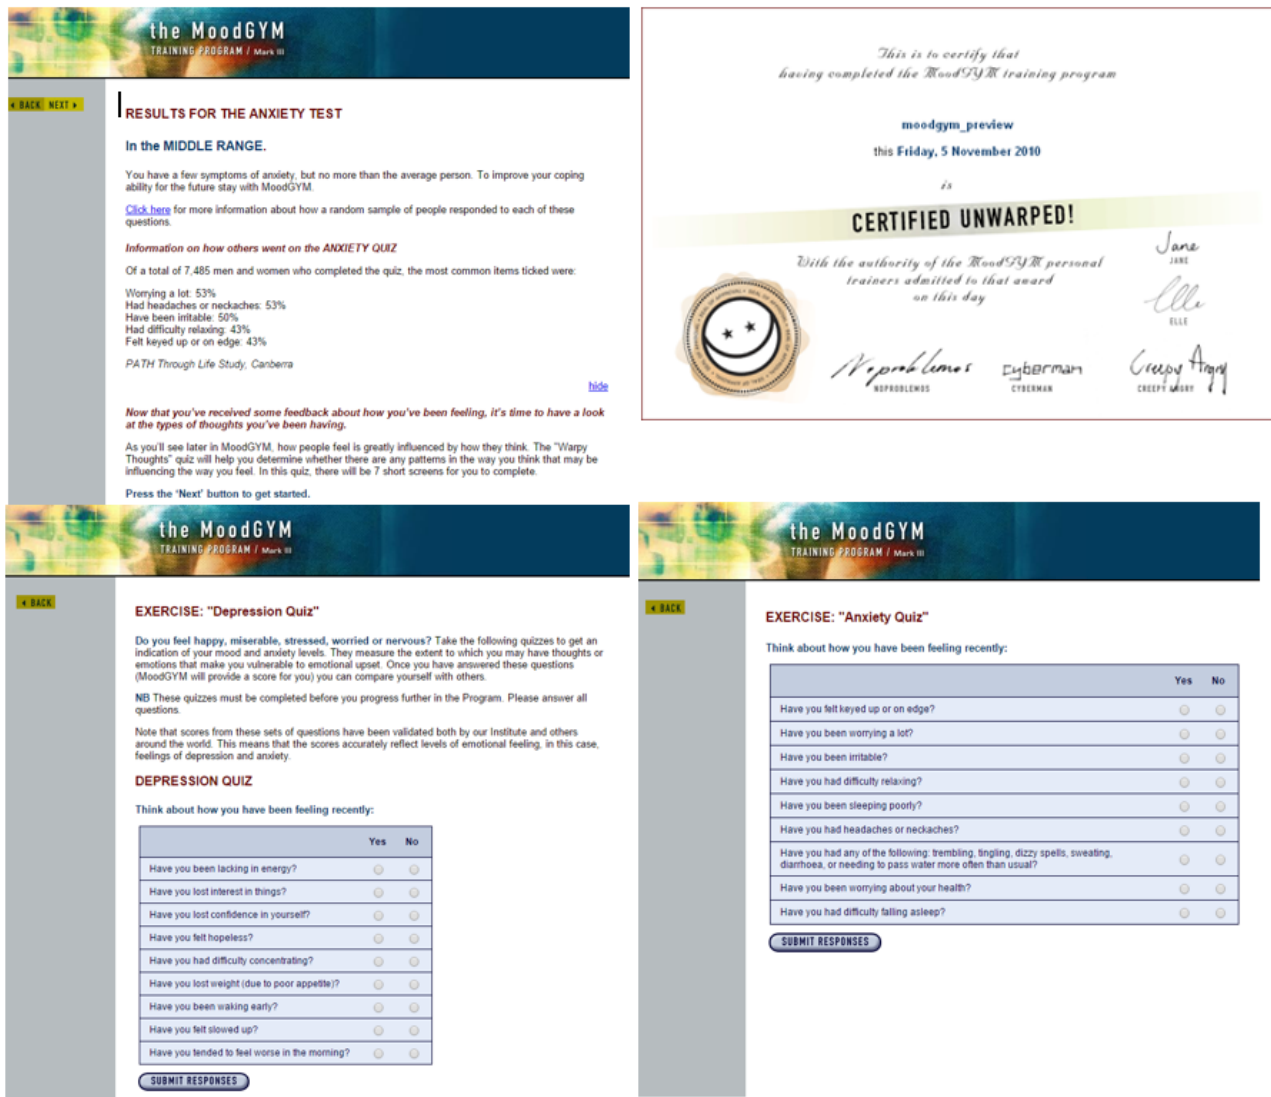 the MoodGYM
TRAINING PROGRAM / Mark III
◄ BACK NEXT ►
RESULTS FOR THE ANXIETY TEST
In the MIDDLE RANGE.
You have a few symptoms of anxiety, but no more than the average person. To improve your coping
ability for the future stay with MoodGYM.
Click here for more information about how a random sample of people responded to each of these
questions.
Information on how others went on the ANXIETY QUIZ
Of a total of 7,485 men and women who completed the quiz, the most common items ticked were:
Worrying a lot: 53%
Had headaches or neckaches: 53%
Have been irritable: 50%
Had difficulty relaxing: 43%
Felt keyed up or on edge: 43%
PATH Through Life Study, Canberra
hide
Now that you've received some feedback about how you've been feeling, it's time to have a look
at the types of thoughts you've been having.
As you'll see later in MoodGYM, how people feel is greatly influenced by how they think. The "Warpy
Thoughts" quiz will help you determine whether there are any patterns in the way you think that may be
influencing the way you feel. In this quiz, there will be 7 short screens for you to complete.
Press the 'Next' button to get started.
This is to certify that
having completed the MoodGYM training program
moodgym_preview
this Friday, 5 November 2010
is
CERTIFIED UNWARPED!
With the authority of the MoodGYM personal
trainers admitted to that award
on this day
Jane
JANE
Elle
ELLE
Noproblemos
NOPROBLEMOS
cyberman
CYBERMAN
Creepy Angry
CREEPY ANGRY
the MoodGYM
TRAINING PROGRAM / Mark III
◄ BACK
EXERCISE: "Depression Quiz"
Do you feel happy, miserable, stressed, worried or nervous? Take the following quizzes to get an
indication of your mood and anxiety levels. They measure the extent to which you may have thoughts or
emotions that make you vulnerable to emotional upset. Once you have answered these questions
(MoodGYM will provide a score for you) you can compare yourself with others.
NB These quizzes must be completed before you progress further in the Program. Please answer all
questions.
Note that scores from these sets of questions have been validated both by our Institute and others
around the world. This means that the scores accurately reflect levels of emotional feeling, in this case,
feelings of depression and anxiety.
DEPRESSION QUIZ
Think about how you have been feeling recently:
Yes No
Have you been lacking in energy?
Have you lost interest in things?
Have you lost confidence in yourself?
Have you felt hopeless?
Have you had difficulty concentrating?
Have you lost weight (due to poor appetite)?
Have you been waking early?
Have you felt slowed up?
Have you tended to feel worse in the morning?
SUBMIT RESPONSES
the MoodGYM
TRAINING PROGRAM / Mark III
◄ BACK
EXERCISE: "Anxiety Quiz"
Think about how you have been feeling recently:
Yes No
Have you felt keyed up or on edge?
Have you been worrying a lot?
Have you been irritable?
Have you had difficulty relaxing?
Have you been sleeping poorly?
Have you had headaches or neckaches?
Have you had any of the following: trembling, tingling, dizzy spells, sweating,
diarrhoea, or needing to pass water more often than usual?
Have you been worrying about your health?
Have you had difficulty falling asleep?
SUBMIT RESPONSES